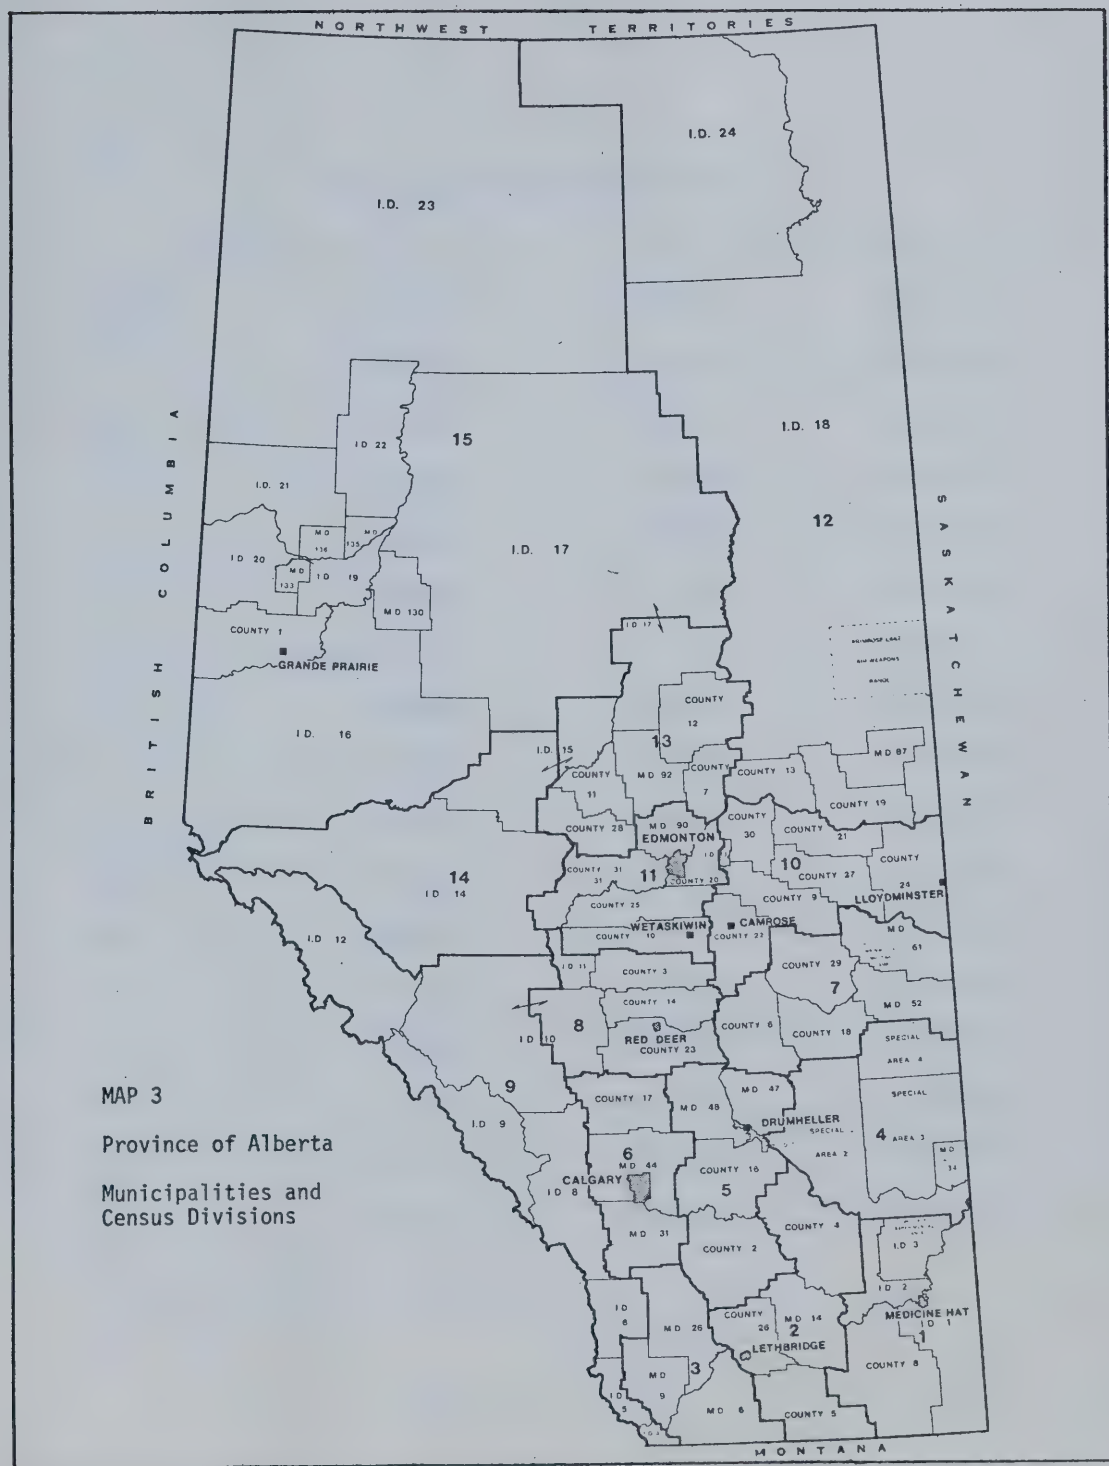 NORTHWEST TERRITORIES
I.D. 24
I.D. 23
I.D. 18
15
I D 22
I.D. 21
12
MD 136
MD 135
I.D. 17
I D 20
MD 133
I D 19
MD 130
COUNTY 1
GRANDE PRAIRIE
I D 17
PRIMROSE LAKE
AIR WEAPONS
RANGE
BRITISH COLUMBIA
SASKATCHEWAN
COUNTY 12
I.D. 16
13
I.D. 15
MD 87
COUNTY 11
MD 92
COUNTY 7
COUNTY 13
COUNTY 19
COUNTY 28
MD 90
EDMONTON
COUNTY 30
COUNTY 21
COUNTY 31
31
11
COUNTY 20
10
COUNTY 27
COUNTY 24
LLOYDMINSTER
14
I D 14
COUNTY 25
COUNTY 9
WETASKIWIN
CAMROSE
COUNTY 10
COUNTY 22
MD 61
I.D 12
I D 11
COUNTY 3
COUNTY 29
7
COUNTY 14
8
MD 52
I D 10
RED DEER
COUNTY 23
COUNTY 6
COUNTY 18
SPECIAL
AREA 4
9
MD 47
SPECIAL
AREA 3
4
COUNTY 17
MD 48
DRUMHELLER
SPECIAL
AREA 2
I.D 9
6
MD 44
MD 34
CALGARY
COUNTY 16
5
I D 8
MD 31
COUNTY 2
COUNTY 4
I.D 3
I D 2
MEDICINE HAT
I D 1
1
I D 6
MD 26
COUNTY 26
MD 14
2
LETHBRIDGE
COUNTY 8
3
MD 9
I D 5
MD 6
COUNTY 5
MONTANA
MAP 3
Province of Alberta
Municipalities and
Census Divisions